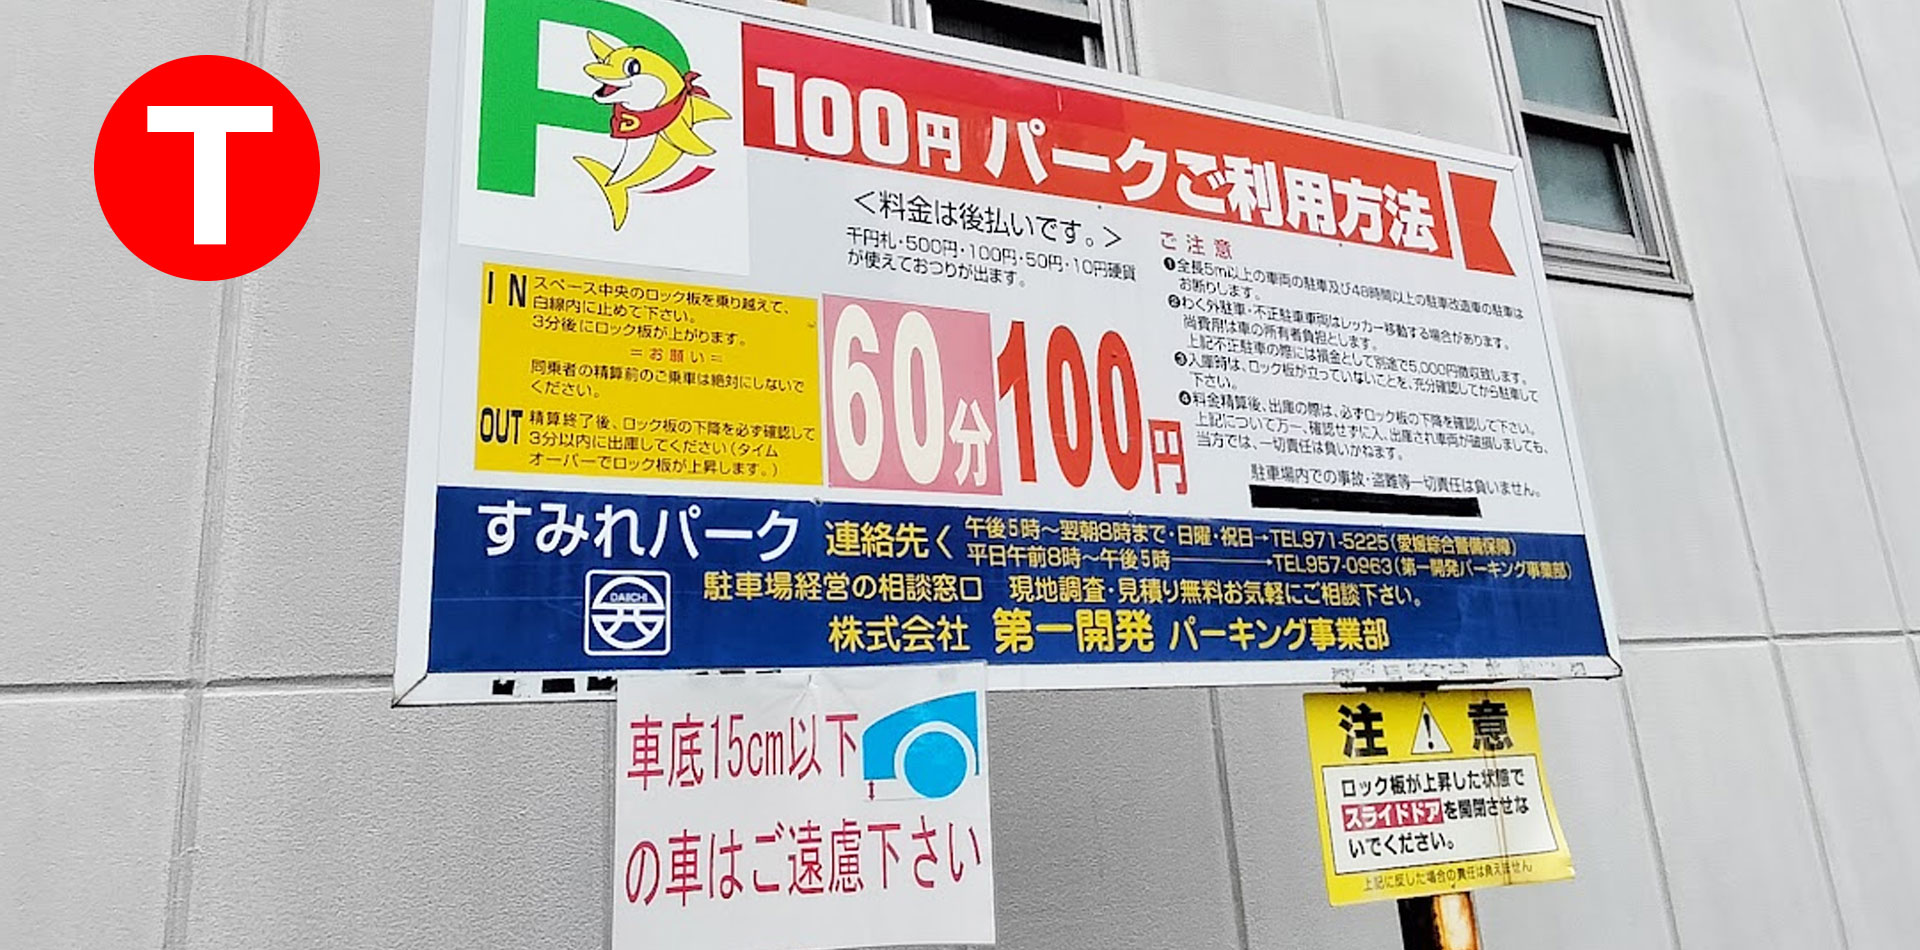 T
P
100円パークご利用方法
＜料金は後払いです。＞
千円札・500円・100円・50円・10円硬貨
が使えておつりが出ます。
IN スペース中央のロック板を乗り越えて、
白線内に止めて下さい。
3分後にロック板が上がります。
＝お願い＝
同乗者の精算前のご乗車は絶対にしないで
ください。
OUT 精算終了後、ロック板の下降を必ず確認して
3分以内に出庫してください（タイム
オーバーでロック板が上昇します。）
60分 100円
ご注意
❶全長5m以上の車両の駐車及び48時間以上の駐車改造車の駐車は
お断りします。
❷わく外駐車・不正駐車車両はレッカー移動する場合があります。
尚費用は車の所有者負担とします。
上記不正駐車の際には損金として別途で5,000円徴収致します。
❸入庫時は、ロック板が立っていないことを、充分確認してから駐車して
下さい。
❹料金精算後、出庫の際は、必ずロック板の下降を確認して下さい。
上記について万一、確認せずに入、出庫され車両が破損しましても、
当方では、一切責任は負いかねます。
駐車場内での事故・盗難等一切責任は負いません。
すみれパーク 連絡先く
午後5時〜翌朝8時まで・日曜・祝日→TEL971-5225（愛媛綜合警備保障）
平日午前8時〜午後5時→TEL957-0963（第一開発パーキング事業部）
駐車場経営の相談窓口 現地調査・見積り無料お気軽にご相談下さい。
DAIICHI
株式会社 第一開発 パーキング事業部
車底15cm以下
の車はご遠慮下さい
注意
ロック板が上昇した状態で
スライドドアを開閉させな
いでください。
上記に反した場合の責任は負えません